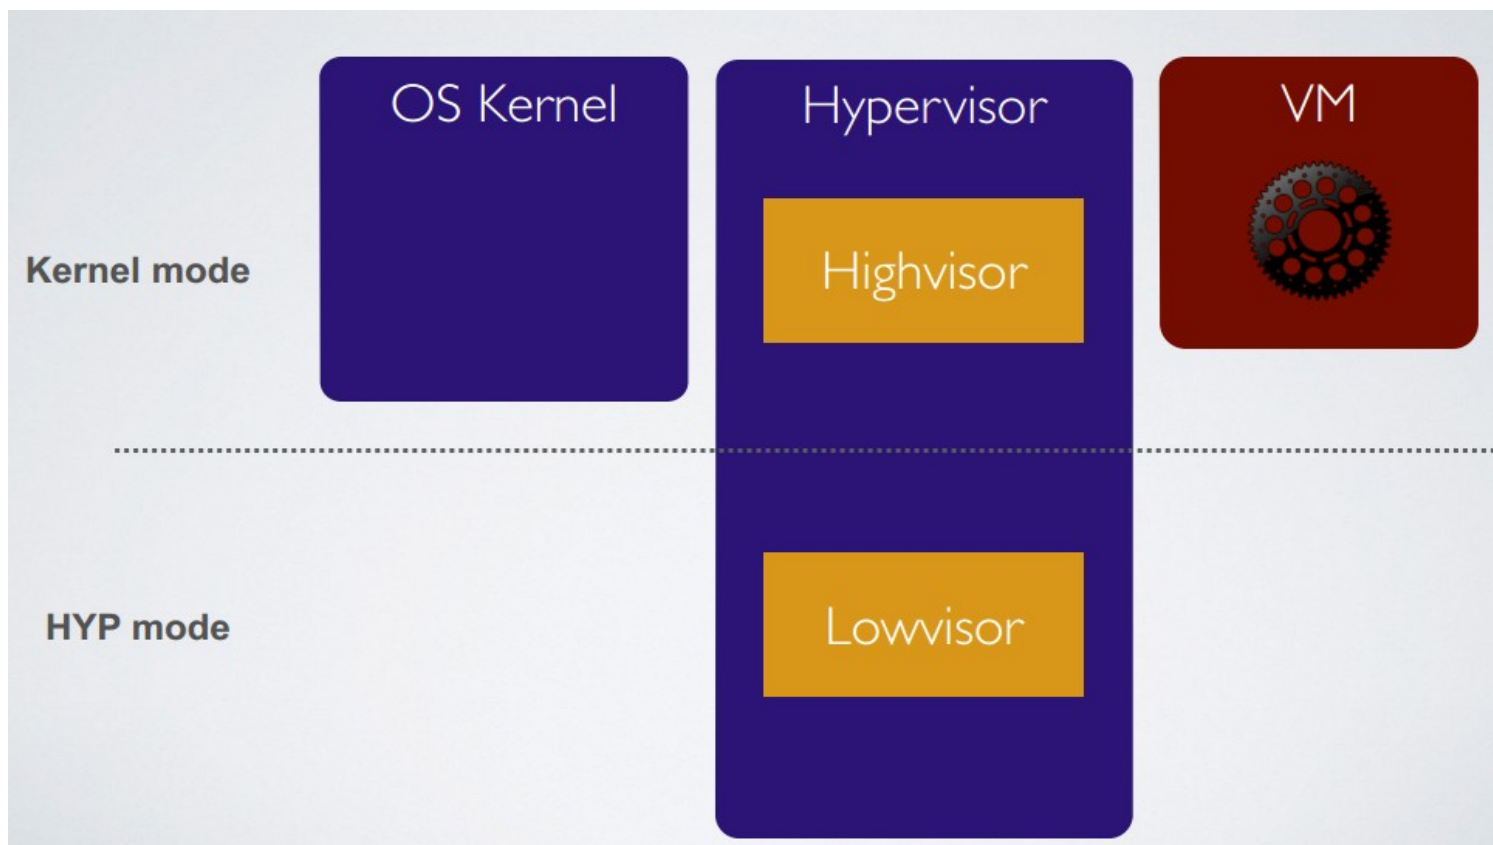 OS Kernel
Hypervisor
VM
Kernel mode
Highvisor
HYP mode
Lowvisor